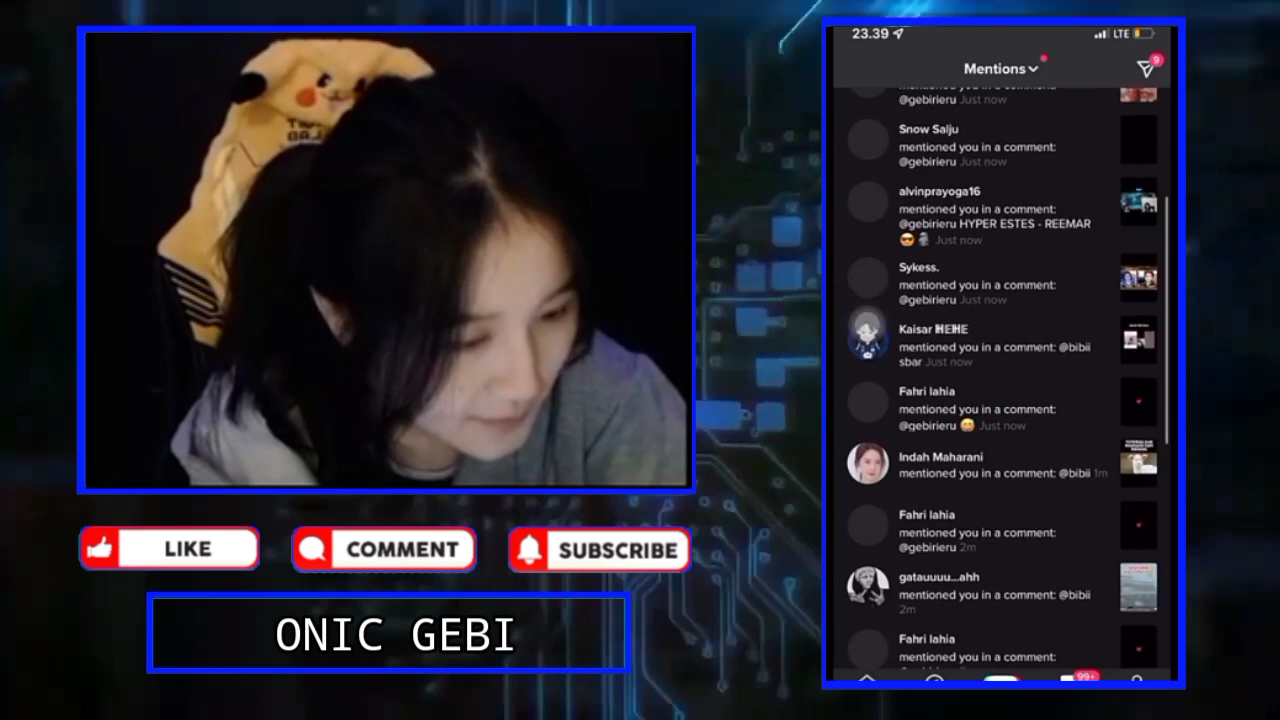 23.39
LTE
Mentions
9
@gebirieru Just now
Snow Salju
mentioned you in a comment:
@gebirieru Just now
alvinprayoga16
mentioned you in a comment:
@gebirieru HYPER ESTES - REEMAR
😎🗿 Just now
Sykess.
mentioned you in a comment:
@gebirieru Just now
Kaisar ĦEĦE
mentioned you in a comment: @bibii
sbar Just now
Fahri lahia
mentioned you in a comment:
@gebirieru 😄 Just now
Indah Maharani
mentioned you in a comment: @bibii 1m
Fahri lahia
mentioned you in a comment:
@gebirieru 2m
gatauuuu...ahh
mentioned you in a comment: @bibii
2m
Fahri lahia
mentioned you in a comment:
99+
LIKE
COMMENT
SUBSCRIBE
ONIC GEBI